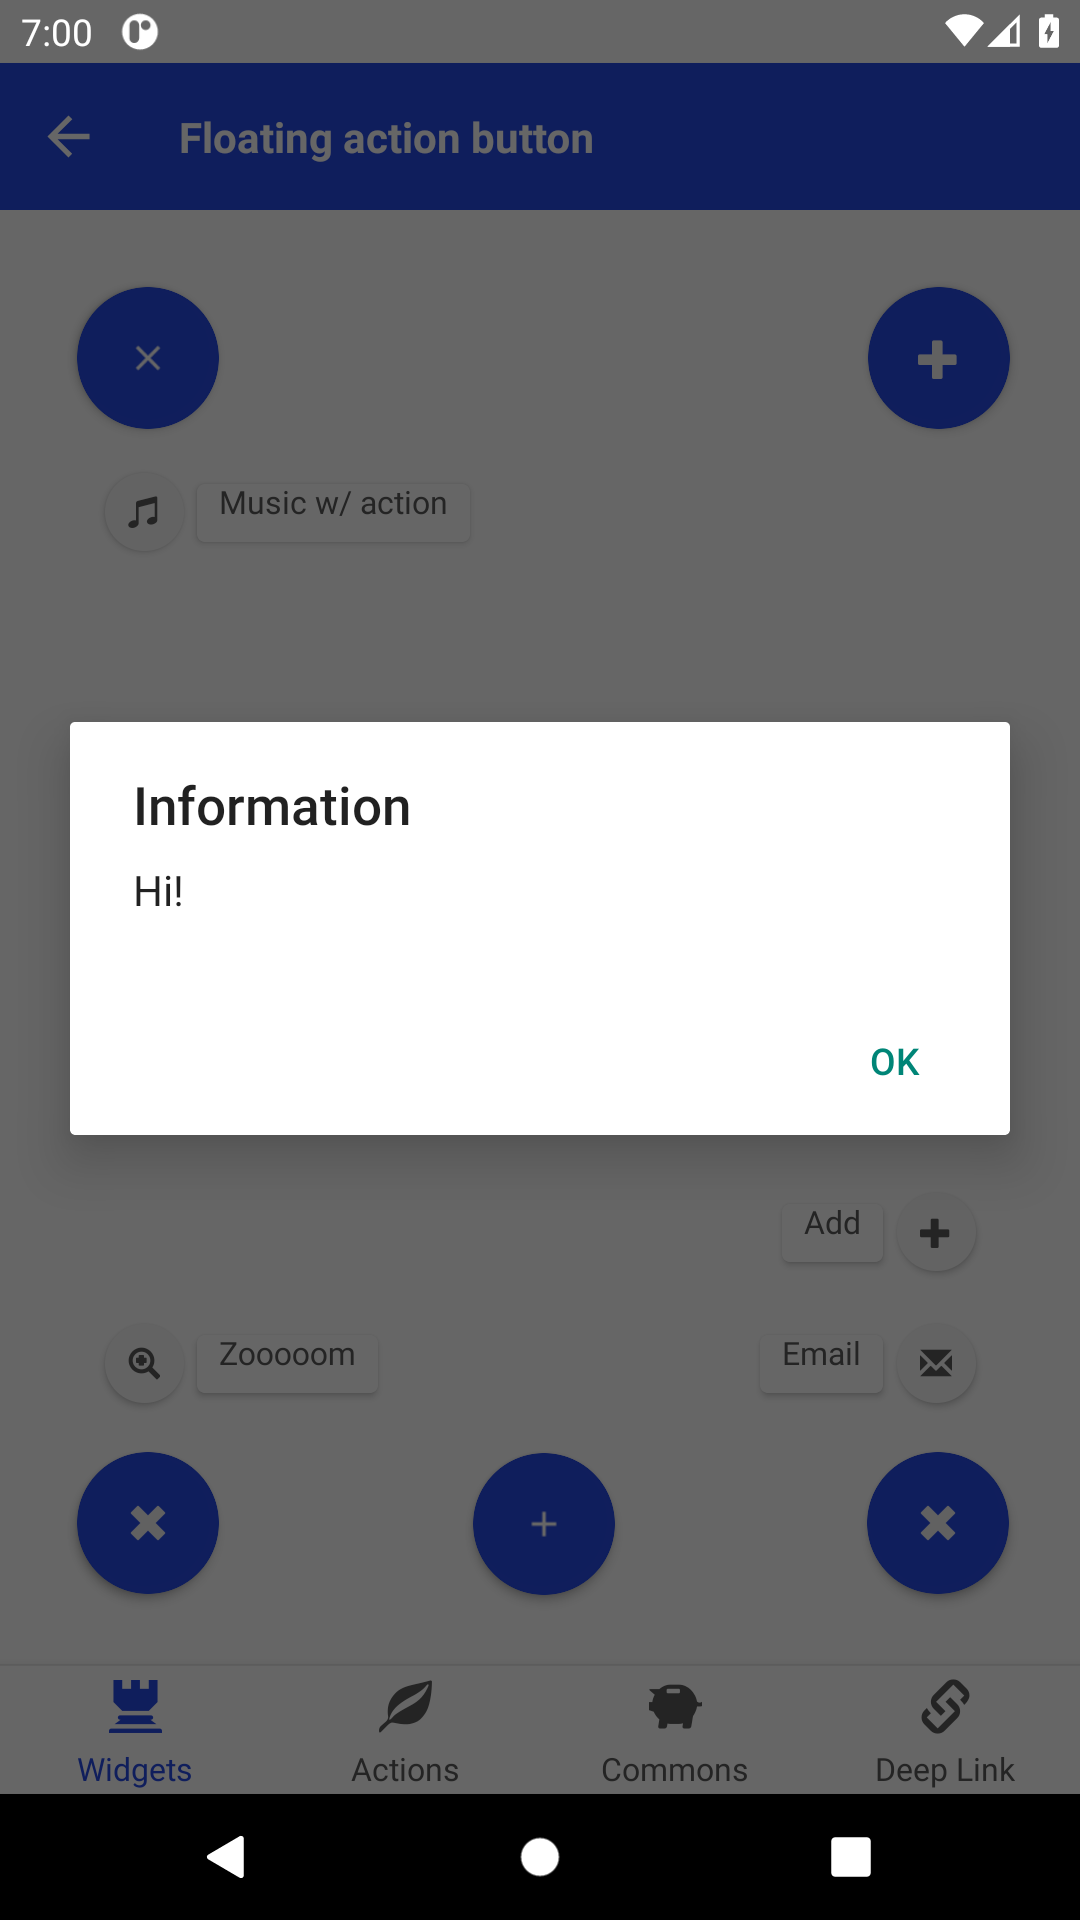 7:00
Floating action button
Music w/ action
Information
Hi!
OK
Add
Zooooom
Email
Widgets
Actions
Commons
Deep Link